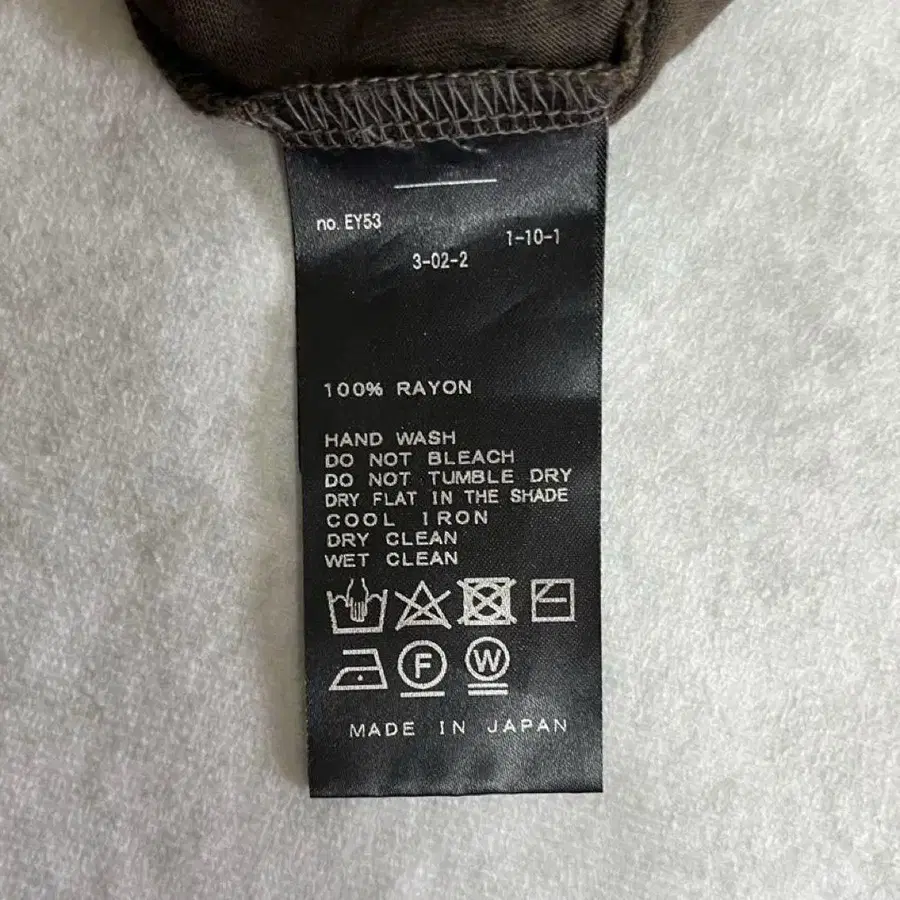 no. EY53
1-10-1
3-02-2
100% RAYON
HAND WASH
DO NOT BLEACH
DO NOT TUMBLE DRY
DRY FLAT IN THE SHADE
COOL IRON
DRY CLEAN
WET CLEAN
F W
MADE IN JAPAN